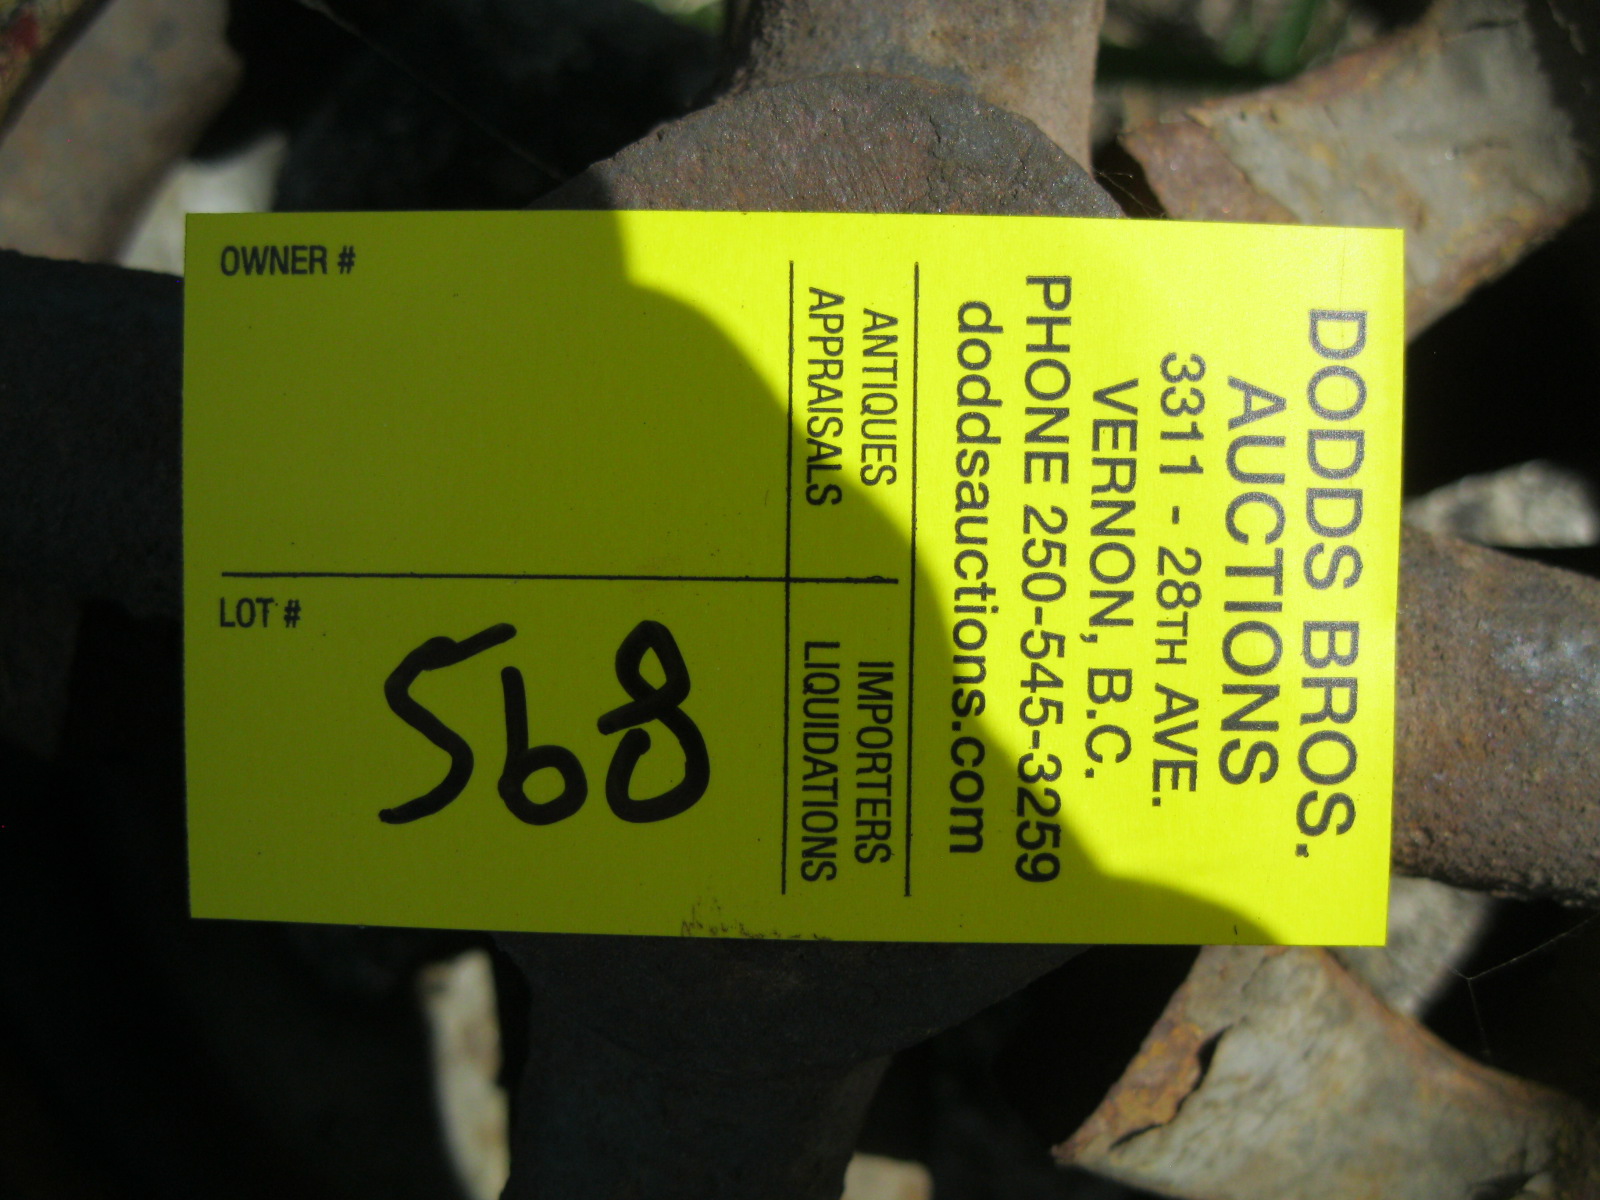 DODDS BROS.
AUCTIONS
3311 - 28TH AVE.
VERNON, B.C.
PHONE 250-545-3259
doddsauctions.com
ANTIQUES IMPORTERS
APPRAISALS LIQUIDATIONS
OWNER #
LOT #
568